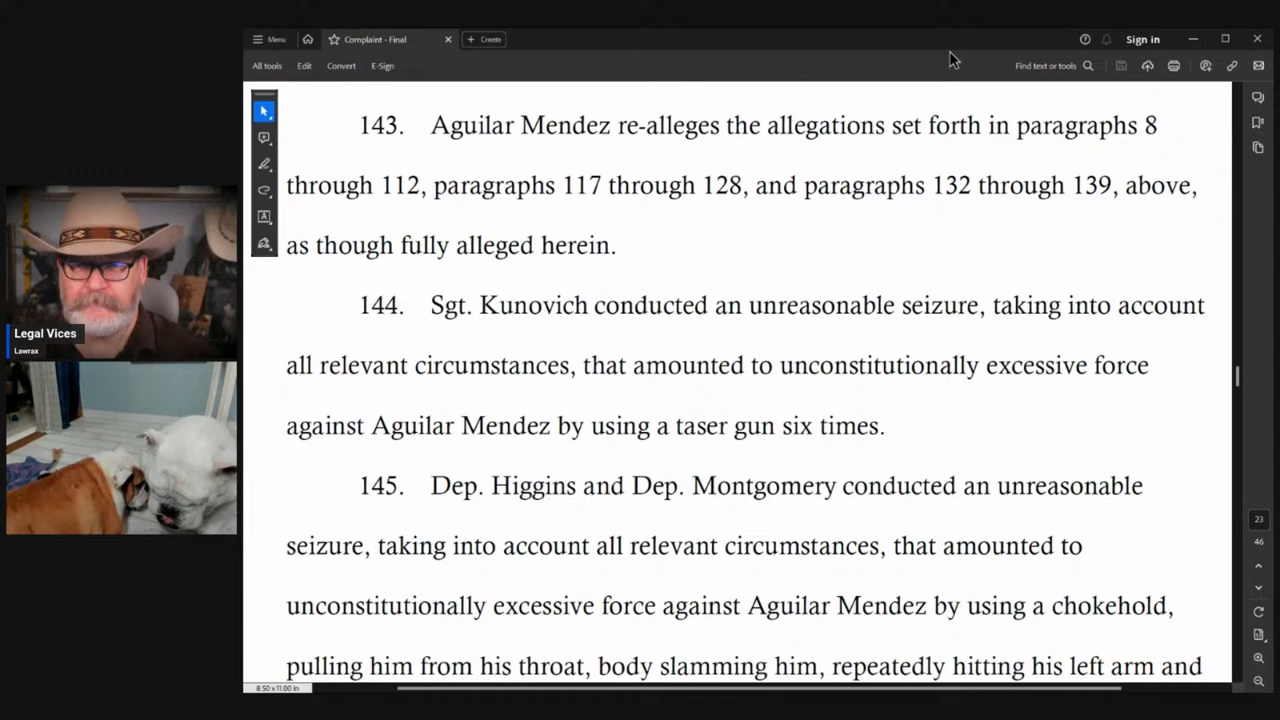 Menu
Complaint - Final
Create
Sign in
All tools
Edit
Convert
E-Sign
Find text or tools
143. Aguilar Mendez re-alleges the allegations set forth in paragraphs 8
through 112, paragraphs 117 through 128, and paragraphs 132 through 139, above,
as though fully alleged herein.
144. Sgt. Kunovich conducted an unreasonable seizure, taking into account
all relevant circumstances, that amounted to unconstitutionally excessive force
against Aguilar Mendez by using a taser gun six times.
145. Dep. Higgins and Dep. Montgomery conducted an unreasonable
seizure, taking into account all relevant circumstances, that amounted to
unconstitutionally excessive force against Aguilar Mendez by using a chokehold,
pulling him from his throat, body slamming him, repeatedly hitting his left arm and
8.50 x 11.00 in
23
46
Legal Vices
Lawrax